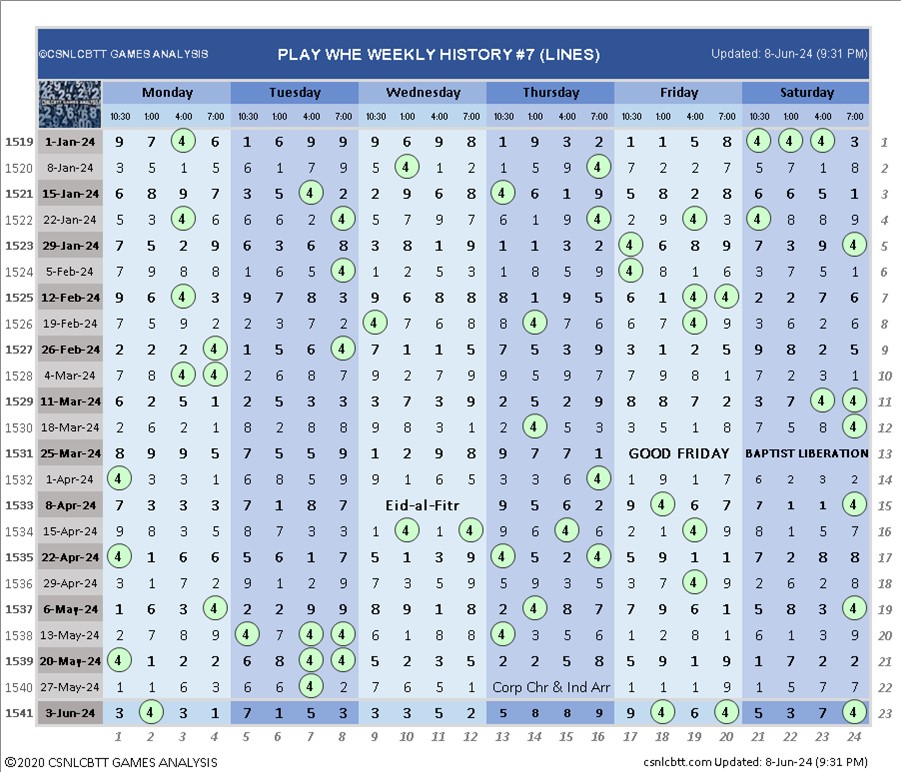 ©CSNLCBTT GAMES ANALYSIS PLAY WHE WEEKLY HISTORY #7 (LINES) Updated: 8-Jun-24 (9:31 PM)
Monday Tuesday Wednesday Thursday Friday Saturday
10:30 1:00 4:00 7:00 10:30 1:00 4:00 7:00 10:30 1:00 4:00 7:00 10:30 1:00 4:00 7:00 10:30 1:00 4:00 7:00 10:30 1:00 4:00 7:00
1519 1-Jan-24 9 7 4 6 1 6 9 9 9 6 9 8 1 9 3 2 1 1 5 8 4 4 4 3 1
1520 8-Jan-24 3 5 1 5 6 1 7 9 5 4 1 2 7 9 2 4 7 2 2 7 5 7 1 8 2
1521 15-Jan-24 6 8 9 7 3 5 4 2 2 9 6 8 4 6 1 9 5 8 2 8 6 6 5 1 3
1522 22-Jan-24 5 3 4 6 6 6 2 4 5 7 9 7 6 1 9 4 2 9 4 3 4 8 8 9 4
1523 29-Jan-24 7 5 2 9 6 3 6 8 3 8 1 9 1 1 3 2 4 6 8 9 7 3 9 4 5
1524 5-Feb-24 7 9 8 8 1 6 5 4 1 2 5 3 1 8 5 9 4 8 1 6 3 7 5 1 6
1525 12-Feb-24 9 6 4 3 9 7 8 3 9 6 8 8 8 1 9 5 6 1 4 4 2 2 7 6 7
1526 19-Feb-24 7 5 9 2 2 3 7 2 4 7 6 8 8 4 7 6 6 7 4 9 3 6 2 6 8
1527 26-Feb-24 2 2 2 4 1 5 6 4 7 1 1 5 7 5 3 9 3 1 2 5 9 8 2 5 9
1528 4-Mar-24 7 8 4 4 2 6 8 7 9 2 7 9 9 5 9 7 7 9 8 1 7 2 3 1 10
1529 11-Mar-24 6 2 5 1 2 5 3 3 3 7 3 9 2 5 2 9 8 8 7 2 3 7 4 4 11
1530 18-Mar-24 2 6 2 1 8 2 8 2 9 8 3 1 2 4 5 3 3 5 1 8 7 5 8 4 12
1531 25-Mar-24 8 9 9 5 7 5 5 9 1 2 9 8 9 7 7 1 GOOD FRIDAY BAPTIST LIBERATION 13
1532 1-Apr-24 4 3 3 1 6 8 5 9 9 1 6 5 7 3 6 4 1 9 1 7 6 2 3 2 14
1533 8-Apr-24 7 3 3 3 7 1 8 7 Eid-al-Fitr 9 5 6 2 9 4 6 7 7 1 1 4 15
1534 15-Apr-24 9 8 3 5 8 7 3 3 1 4 1 4 9 5 4 6 2 1 4 9 8 1 5 7 16
1535 22-Apr-24 4 1 6 6 5 6 1 7 5 1 3 9 4 5 2 4 5 9 1 1 7 2 8 8 17
1536 29-Apr-24 3 1 7 2 9 1 2 9 7 3 5 9 5 9 3 5 3 7 4 9 2 6 2 8 18
1537 6-May-24 1 6 3 4 2 2 9 9 8 9 1 8 2 4 8 7 7 9 6 1 5 8 3 4 19
1538 13-May-24 2 7 8 9 4 7 4 4 6 1 8 8 4 3 5 6 1 2 8 1 6 1 3 9 20
1539 20-May-24 4 1 2 2 6 8 4 4 5 2 3 5 2 2 5 8 5 9 1 9 1 7 2 2 21
1540 27-May-24 1 1 6 3 6 6 4 2 7 6 5 1 Corp Chr & Ind Arr 1 1 1 9 1 5 7 7 22
1541 3-Jun-24 3 4 3 1 7 1 5 3 3 3 5 2 5 8 8 9 9 4 6 4 5 3 7 4 23
1 2 3 4 5 6 7 8 9 10 11 12 13 14 15 16 17 18 19 20 21 22 23 24
©2020 CSNLCBTT GAMES ANALYSIS csnlcbtt.com Updated: 8-Jun-24 (9:31 PM)